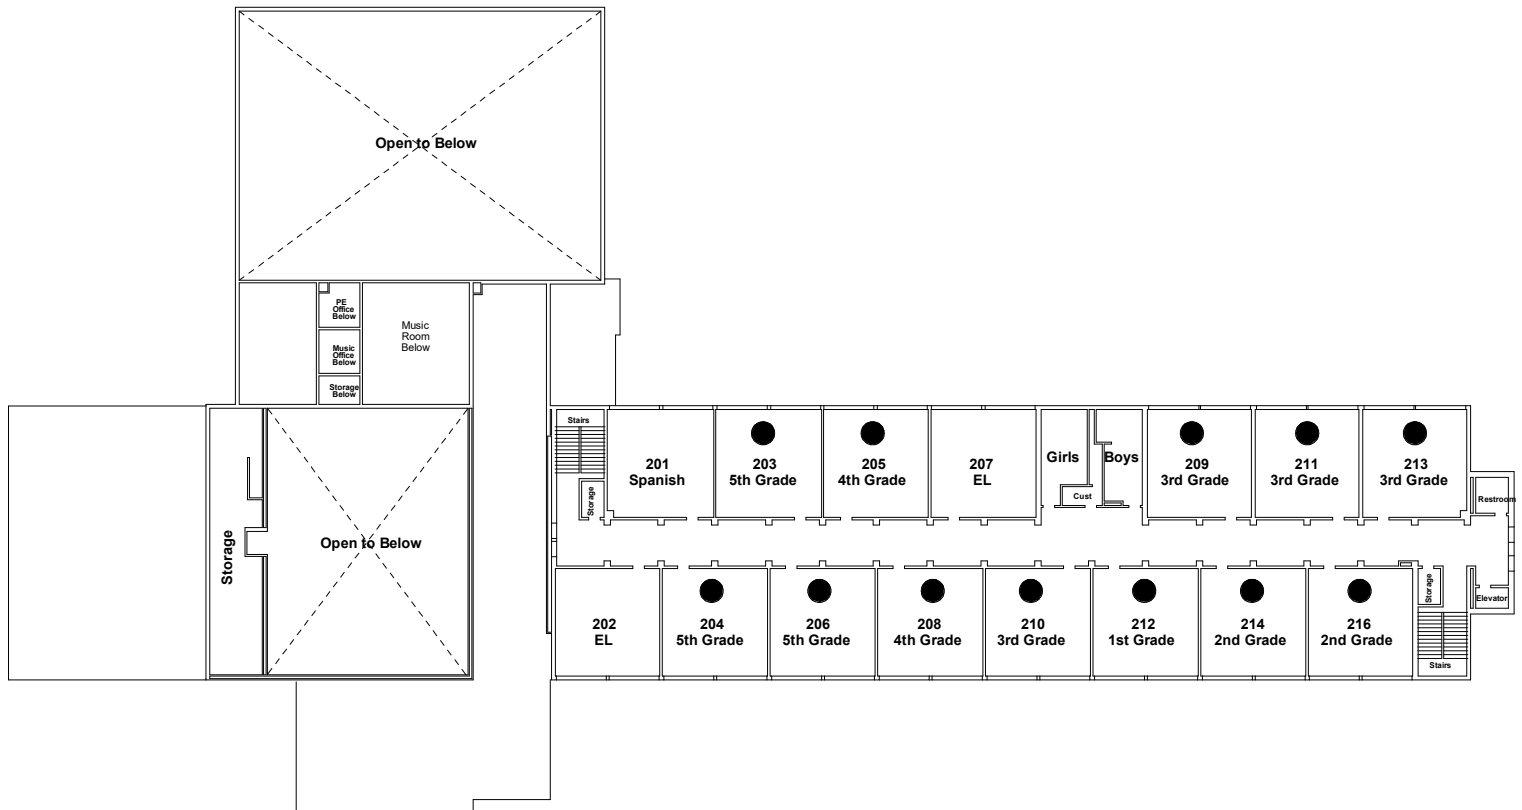 Open to Below
PE
Office
Below
Music
Office
Below
Storage
Below
Music
Room
Below
Storage
Open to Below
Stairs
Storage
201
Spanish
203
5th Grade
205
4th Grade
207
EL
Girls
Cust
Boys
209
3rd Grade
211
3rd Grade
213
3rd Grade
Restroom
202
EL
204
5th Grade
206
5th Grade
208
4th Grade
210
3rd Grade
212
1st Grade
214
2nd Grade
216
2nd Grade
Storage
Stairs
Elevator